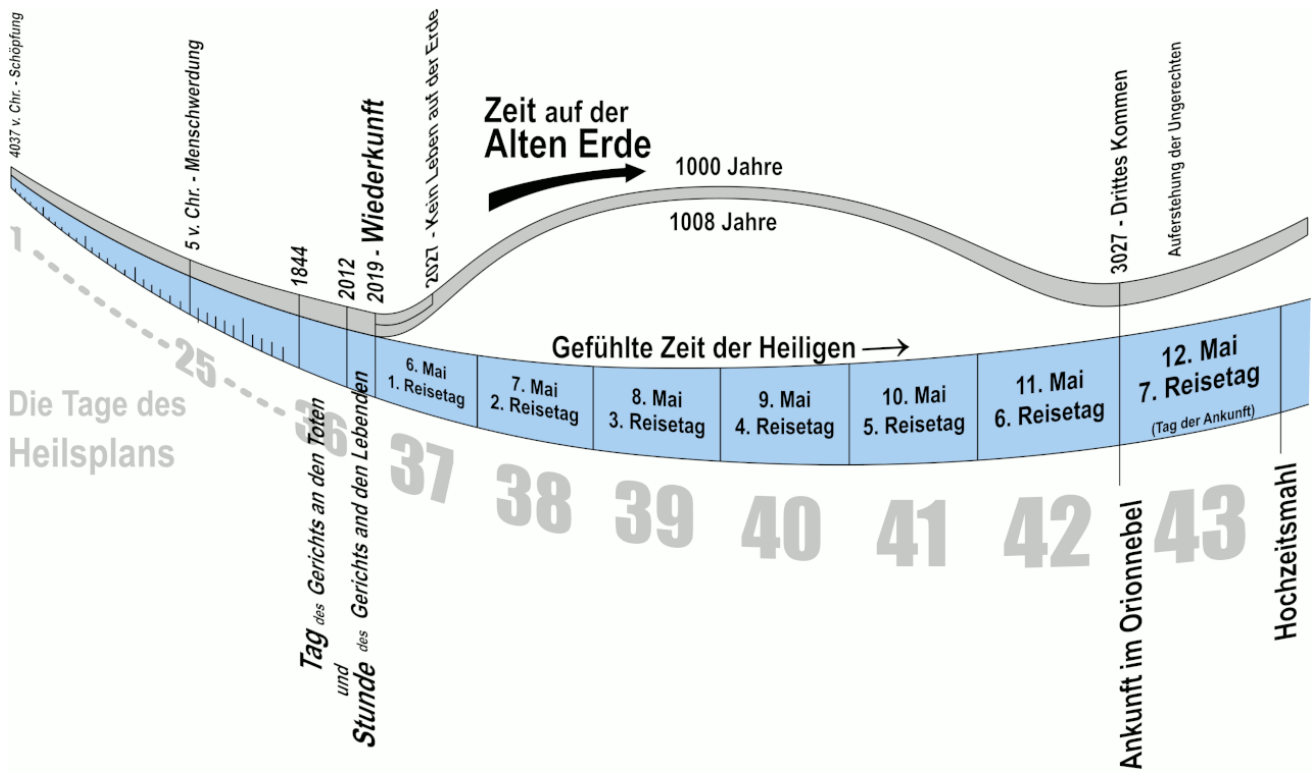 4037 v. Chr. - Schöpfung
5 v. Chr. - Menschwerdung
1844
2012
2019 - Wiederkunft
2027 - Kein Leben auf der Erde
Zeit auf der
Alten Erde
1000 Jahre
1008 Jahre
3027 - Drittes Kommen
Auferstehung der Ungerechten
Gefühlte Zeit der Heiligen
6. Mai
1. Reisetag
7. Mai
2. Reisetag
8. Mai
3. Reisetag
9. Mai
4. Reisetag
10. Mai
5. Reisetag
11. Mai
6. Reisetag
12. Mai
7. Reisetag
(Tag der Ankunft)
Die Tage des
Heilsplans
1
25
36
37
38
39
40
41
42
43
Tag des Gerichts an den Toten
und
Stunde des Gerichts and den Lebenden
Ankunft im Orionnebel
Hochzeitsmahl